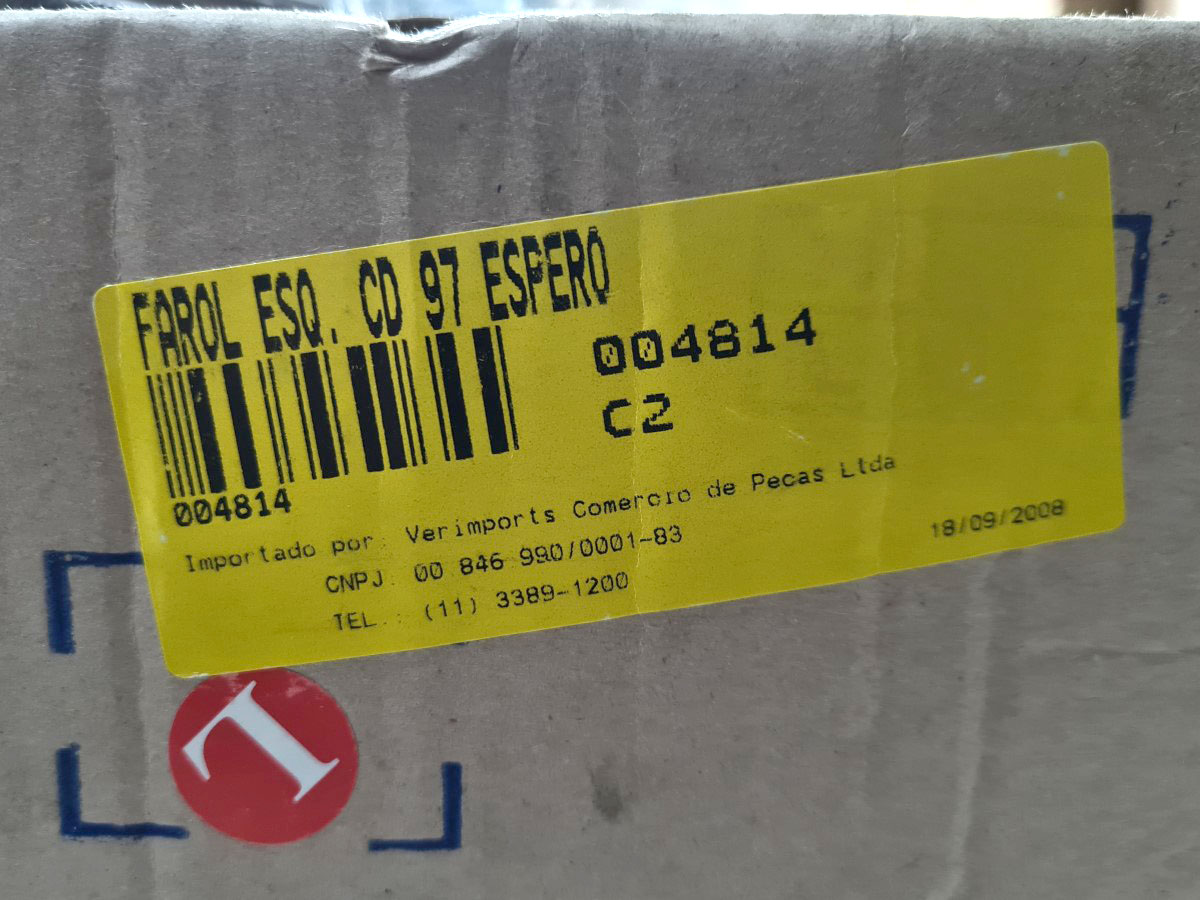 FAROL ESQ. CD 97 ESPERO
004814
C2
004814
Importado por: Verimports Comercio de Pecas Ltda
CNPJ: 00 846 990/0001-83
18/09/2008
TEL.: (11) 3389-1200
L